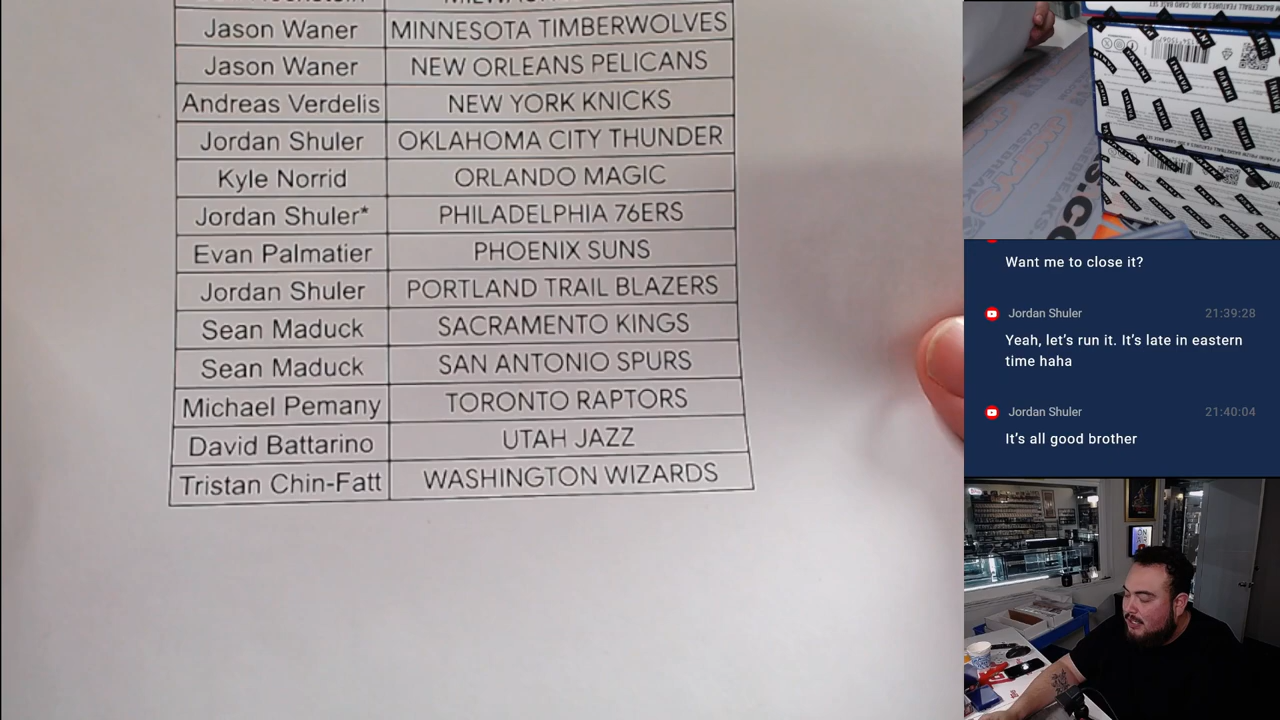 Jason Waner MINNESOTA TIMBERWOLVES
Jason Waner NEW ORLEANS PELICANS
Andreas Verdelis NEW YORK KNICKS
Jordan Shuler OKLAHOMA CITY THUNDER
Kyle Norrid ORLANDO MAGIC
Jordan Shuler* PHILADELPHIA 76ERS
Evan Palmatier PHOENIX SUNS
Jordan Shuler PORTLAND TRAIL BLAZERS
Sean Maduck SACRAMENTO KINGS
Sean Maduck SAN ANTONIO SPURS
Michael Pemany TORONTO RAPTORS
David Battarino UTAH JAZZ
Tristan Chin-Fatt WASHINGTON WIZARDS
PANINI
Want me to close it?
Jordan Shuler 21:39:28
Yeah, let's run it. It's late in eastern
time haha
Jordan Shuler 21:40:04
It's all good brother